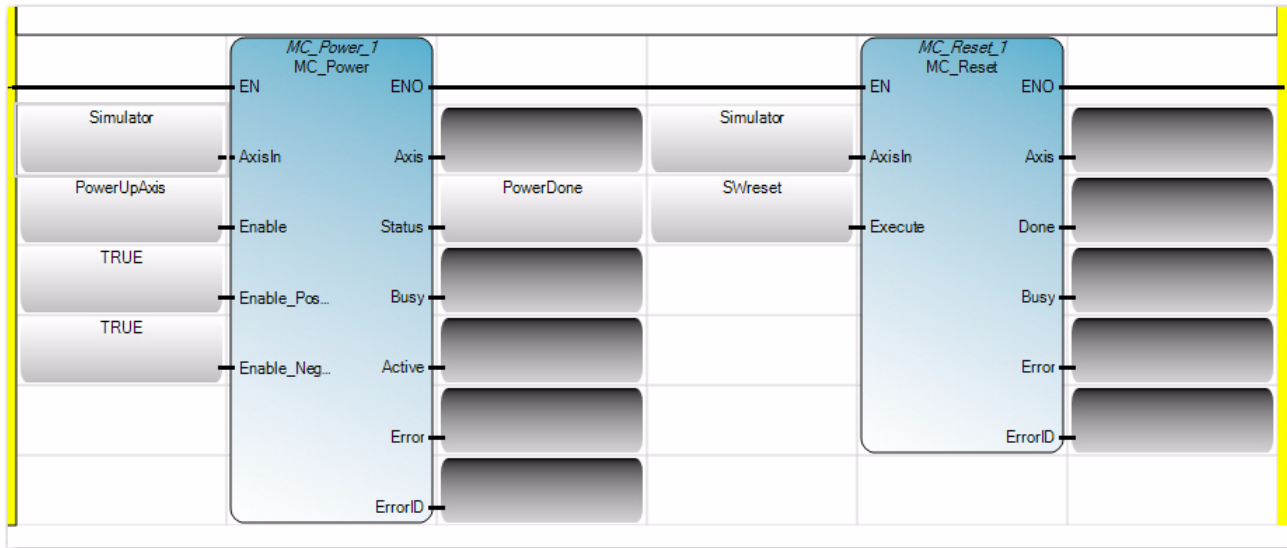 MC_Power_1
MC_Power
EN ENO
Simulator
AxisIn Axis
PowerUpAxis PowerDone
Enable Status
TRUE
Enable_Pos... Busy
TRUE
Enable_Neg... Active
Error
ErrorID
MC_Reset_1
MC_Reset
EN ENO
Simulator
AxisIn Axis
SWreset
Execute Done
Busy
Error
ErrorID